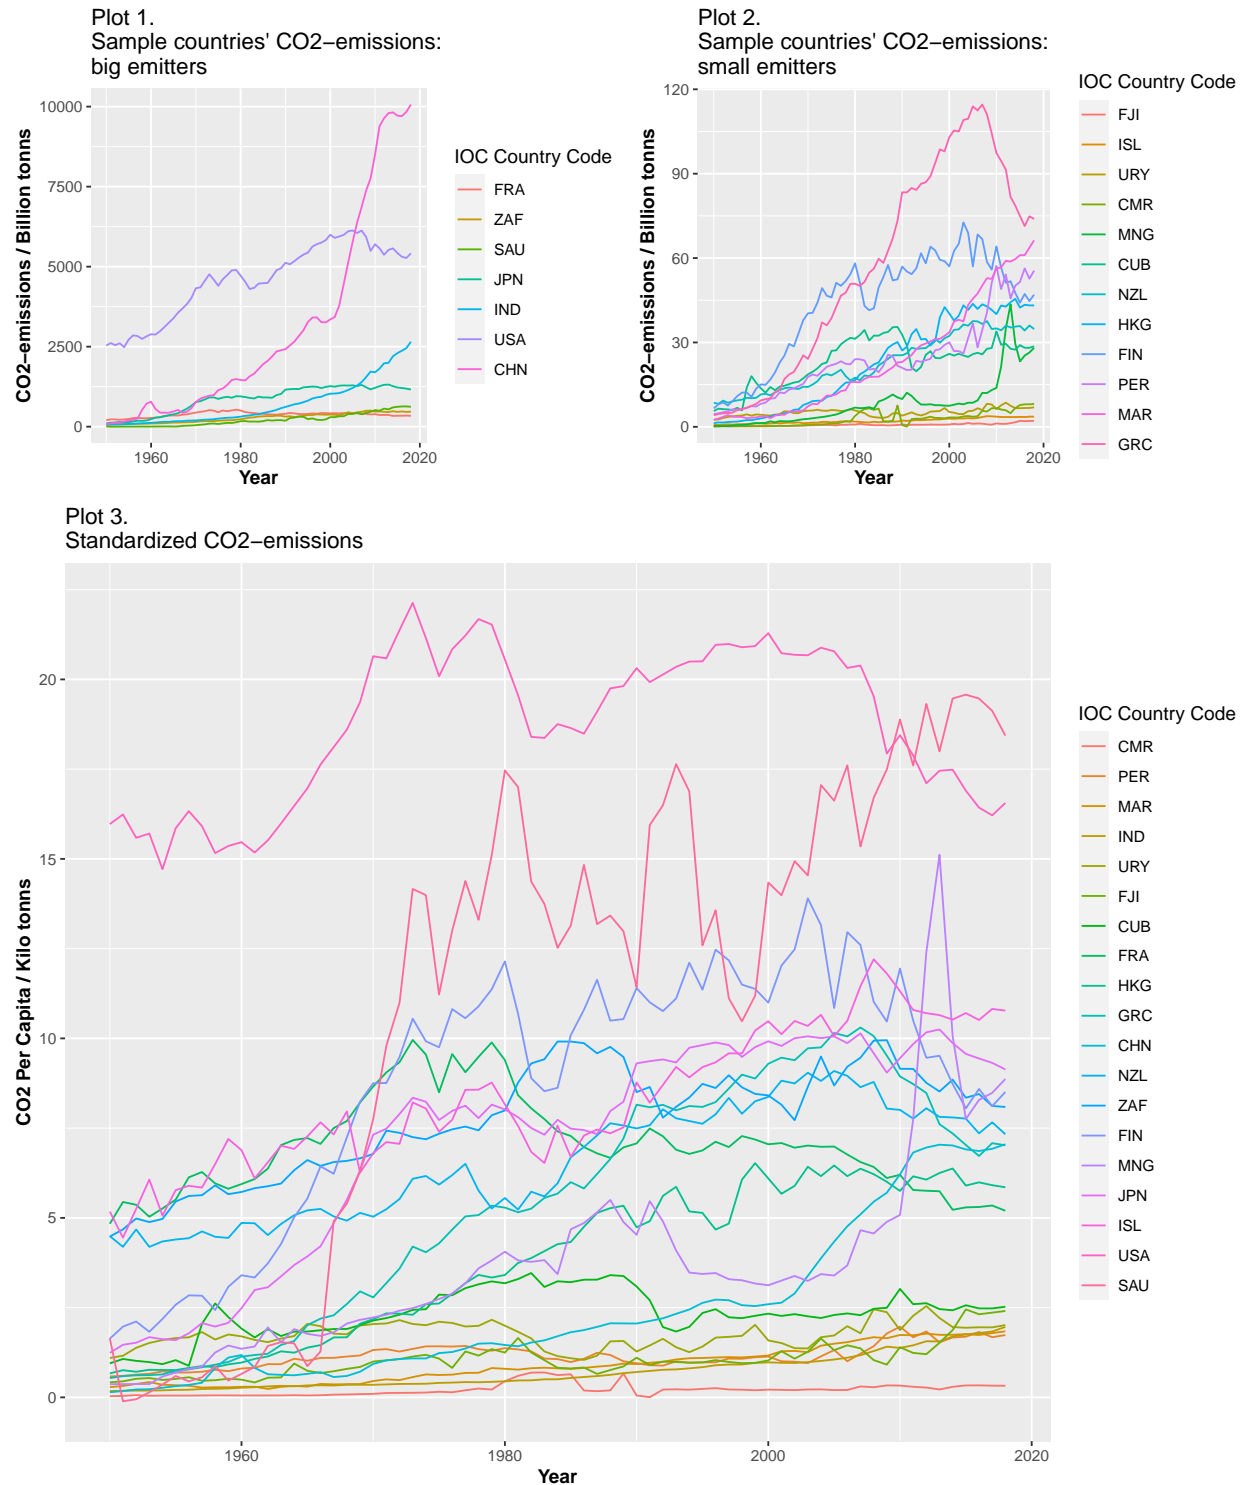 Plot 1.
Sample countries' CO2−emissions:
big emitters
CO2−emissions / Billion tonns
10000
7500
5000
2500
0
1960
1980
2000
2020
Year
IOC Country Code
FRA
ZAF
SAU
JPN
IND
USA
CHN
Plot 2.
Sample countries' CO2−emissions:
small emitters
CO2−emissions / Billion tonns
120
90
60
30
0
1960
1980
2000
2020
Year
IOC Country Code
FJI
ISL
URY
CMR
MNG
CUB
NZL
HKG
FIN
PER
MAR
GRC
Plot 3.
Standardized CO2−emissions
CO2 Per Capita / Kilo tonns
20
15
10
5
0
1960
1980
2000
2020
Year
IOC Country Code
CMR
PER
MAR
IND
URY
FJI
CUB
FRA
HKG
GRC
CHN
NZL
ZAF
FIN
MNG
JPN
ISL
USA
SAU